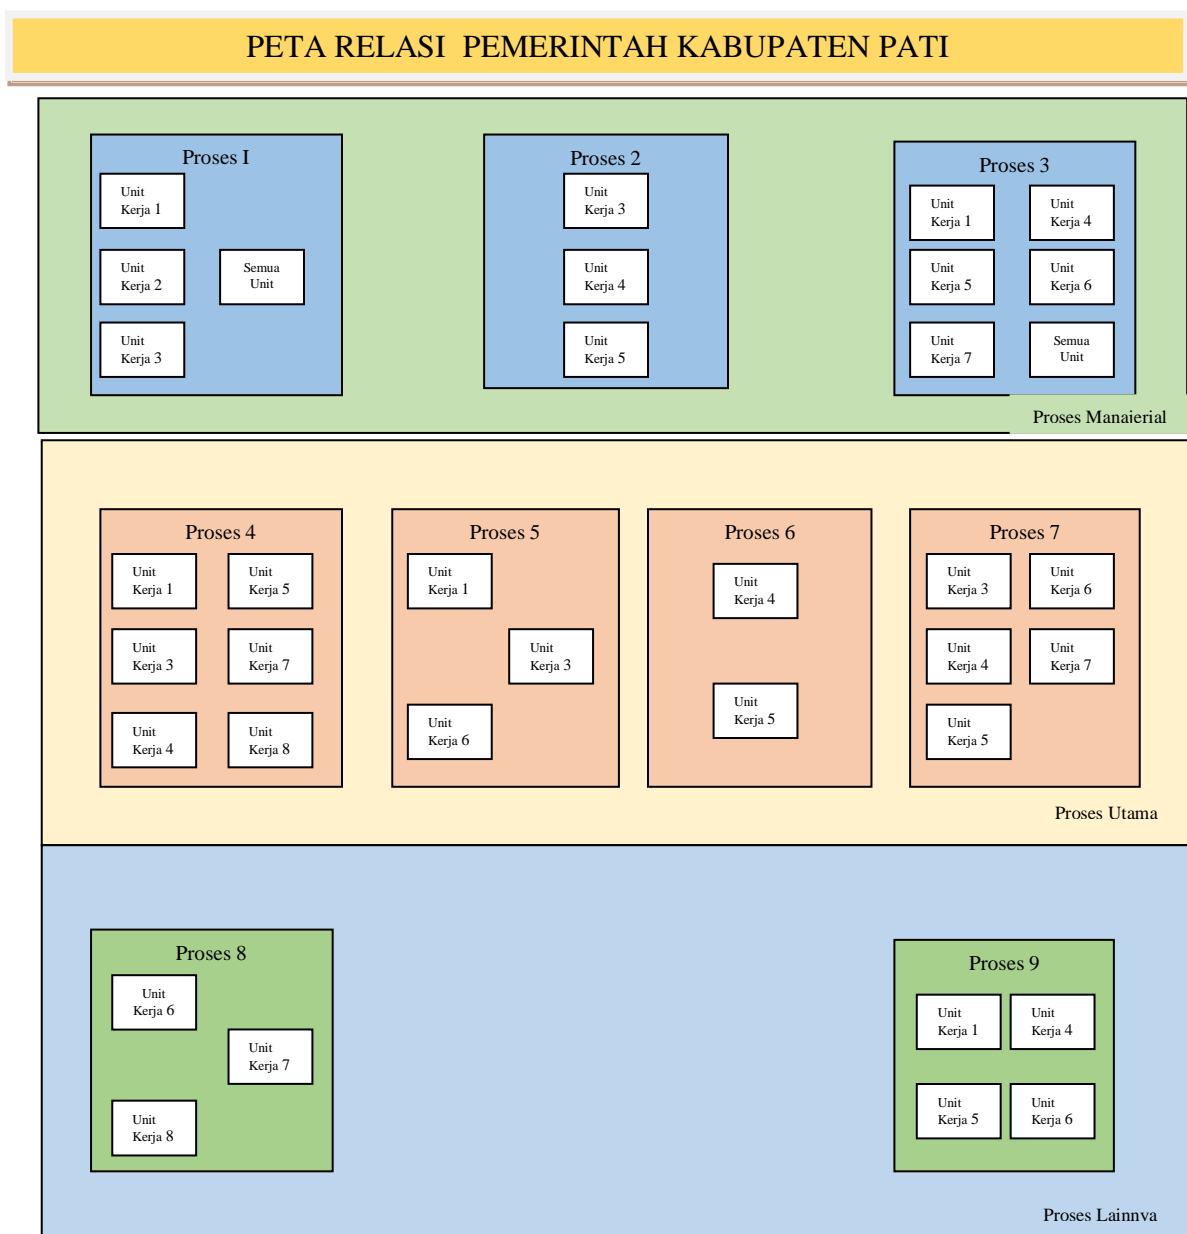 PETA RELASI PEMERINTAH KABUPATEN PATI
Proses I
Unit
Kerja 1
Unit
Kerja 2
Semua
Unit
Unit
Kerja 3
Proses 2
Unit
Kerja 3
Unit
Kerja 4
Unit
Kerja 5
Proses 3
Unit
Kerja 1
Unit
Kerja 4
Unit
Kerja 5
Unit
Kerja 6
Unit
Kerja 7
Semua
Unit
Proses Manajerial
Proses 4
Unit
Kerja 1
Unit
Kerja 5
Unit
Kerja 3
Unit
Kerja 7
Unit
Kerja 4
Unit
Kerja 8
Proses 5
Unit
Kerja 1
Unit
Kerja 3
Unit
Kerja 6
Proses 6
Unit
Kerja 4
Unit
Kerja 5
Proses 7
Unit
Kerja 3
Unit
Kerja 6
Unit
Kerja 4
Unit
Kerja 7
Unit
Kerja 5
Proses Utama
Proses 8
Unit
Kerja 6
Unit
Kerja 7
Unit
Kerja 8
Proses 9
Unit
Kerja 1
Unit
Kerja 4
Unit
Kerja 5
Unit
Kerja 6
Proses Lainnya